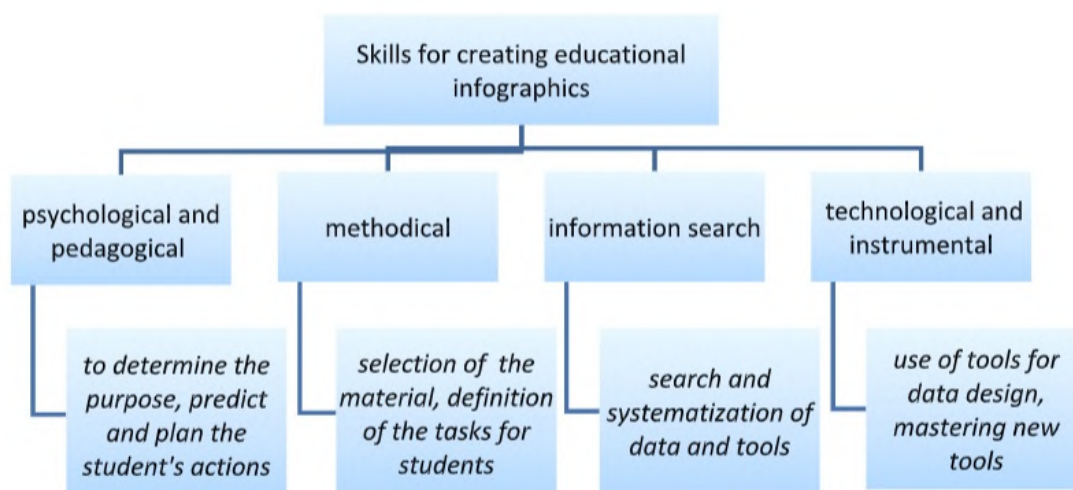 Skills for creating educational
infographics
psychological and
pedagogical
methodical
information search
technological and
instrumental
to determine the
purpose, predict
and plan the
student's actions
selection of the
material, definition
of the tasks for
students
search and
systematization of
data and tools
use of tools for
data design,
mastering new
tools